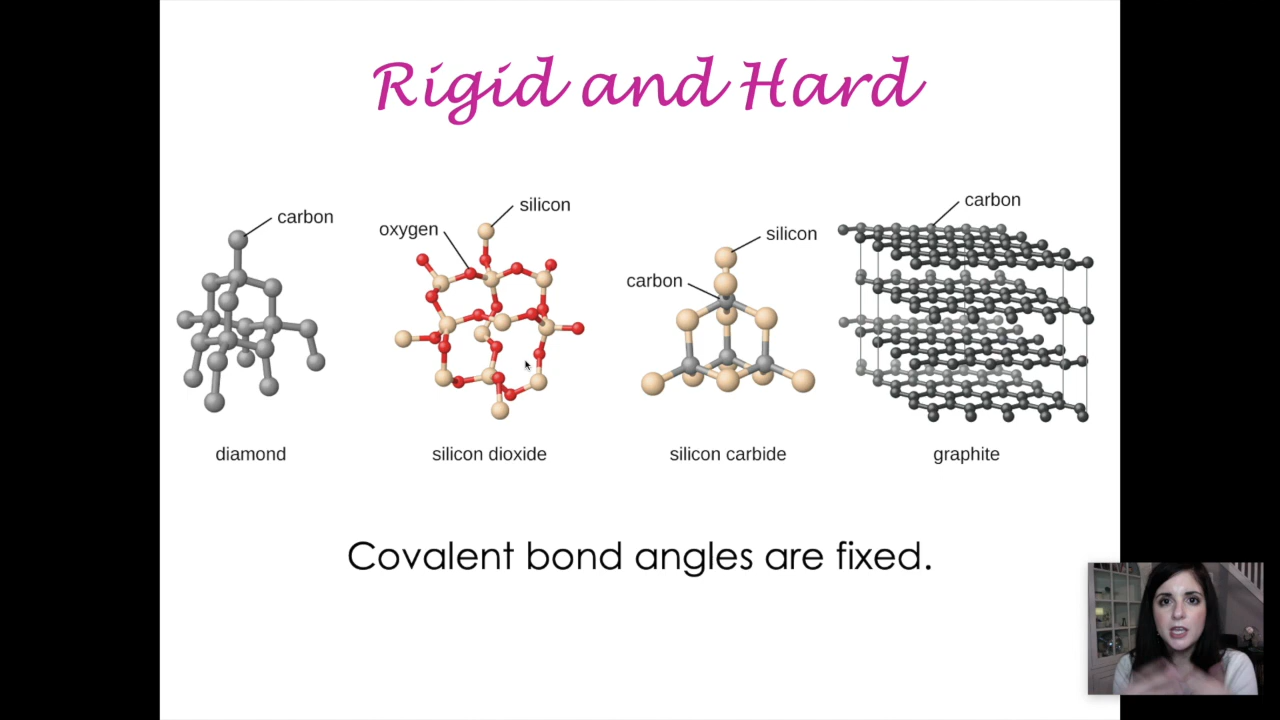 Rigid and Hard
carbon
oxygen
silicon
carbon
silicon
carbon
diamond
silicon dioxide
silicon carbide
graphite
Covalent bond angles are fixed.